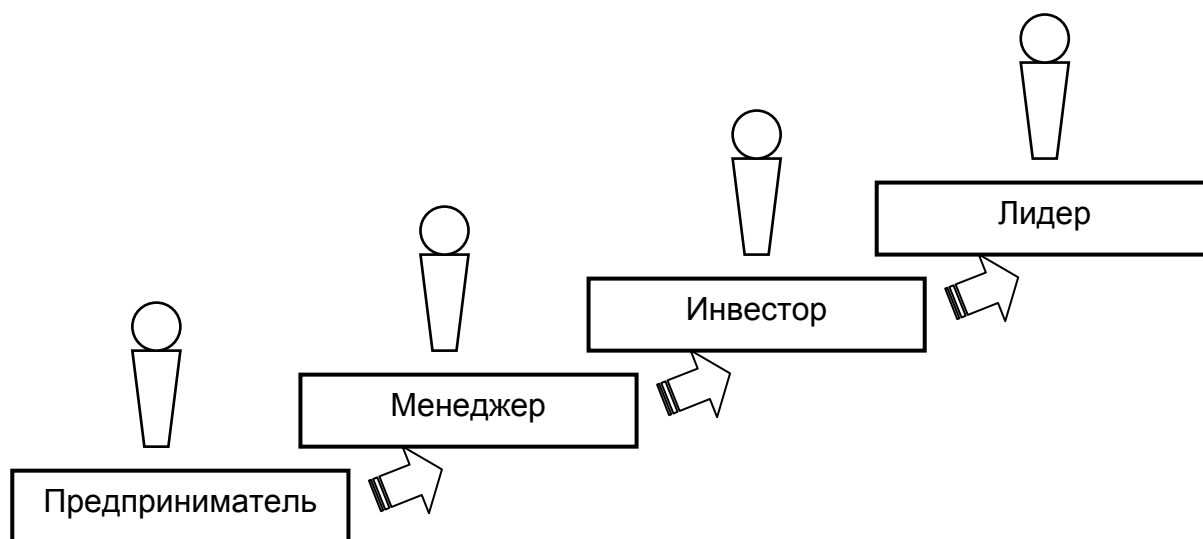 Лидер
Инвестор
Менеджер
Предприниматель